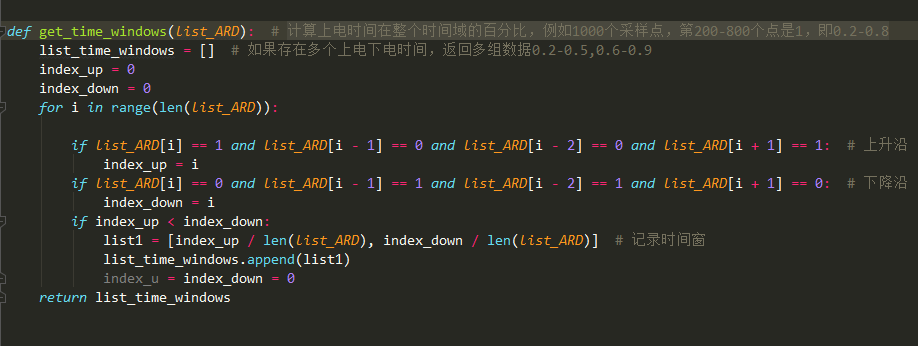 def get_time_windows(list_ARD):  # 计算上电时间在整个时间域的百分比，例如1000个采样点，第200-800个点是1，即0.2-0.8
    list_time_windows = []  # 如果存在多个上电下电时间，返回多组数据0.2-0.5,0.6-0.9
    index_up = 0
    index_down = 0
    for i in range(len(list_ARD)):
        if list_ARD[i] == 1 and list_ARD[i - 1] == 0 and list_ARD[i - 2] == 0 and list_ARD[i + 1] == 1:  # 上升沿
            index_up = i
        if list_ARD[i] == 0 and list_ARD[i - 1] == 1 and list_ARD[i - 2] == 1 and list_ARD[i + 1] == 0:  # 下降沿
            index_down = i
        if index_up < index_down:
            list1 = [index_up / len(list_ARD), index_down / len(list_ARD)]  # 记录时间窗
            list_time_windows.append(list1)
            index_u = index_down = 0
    return list_time_windows